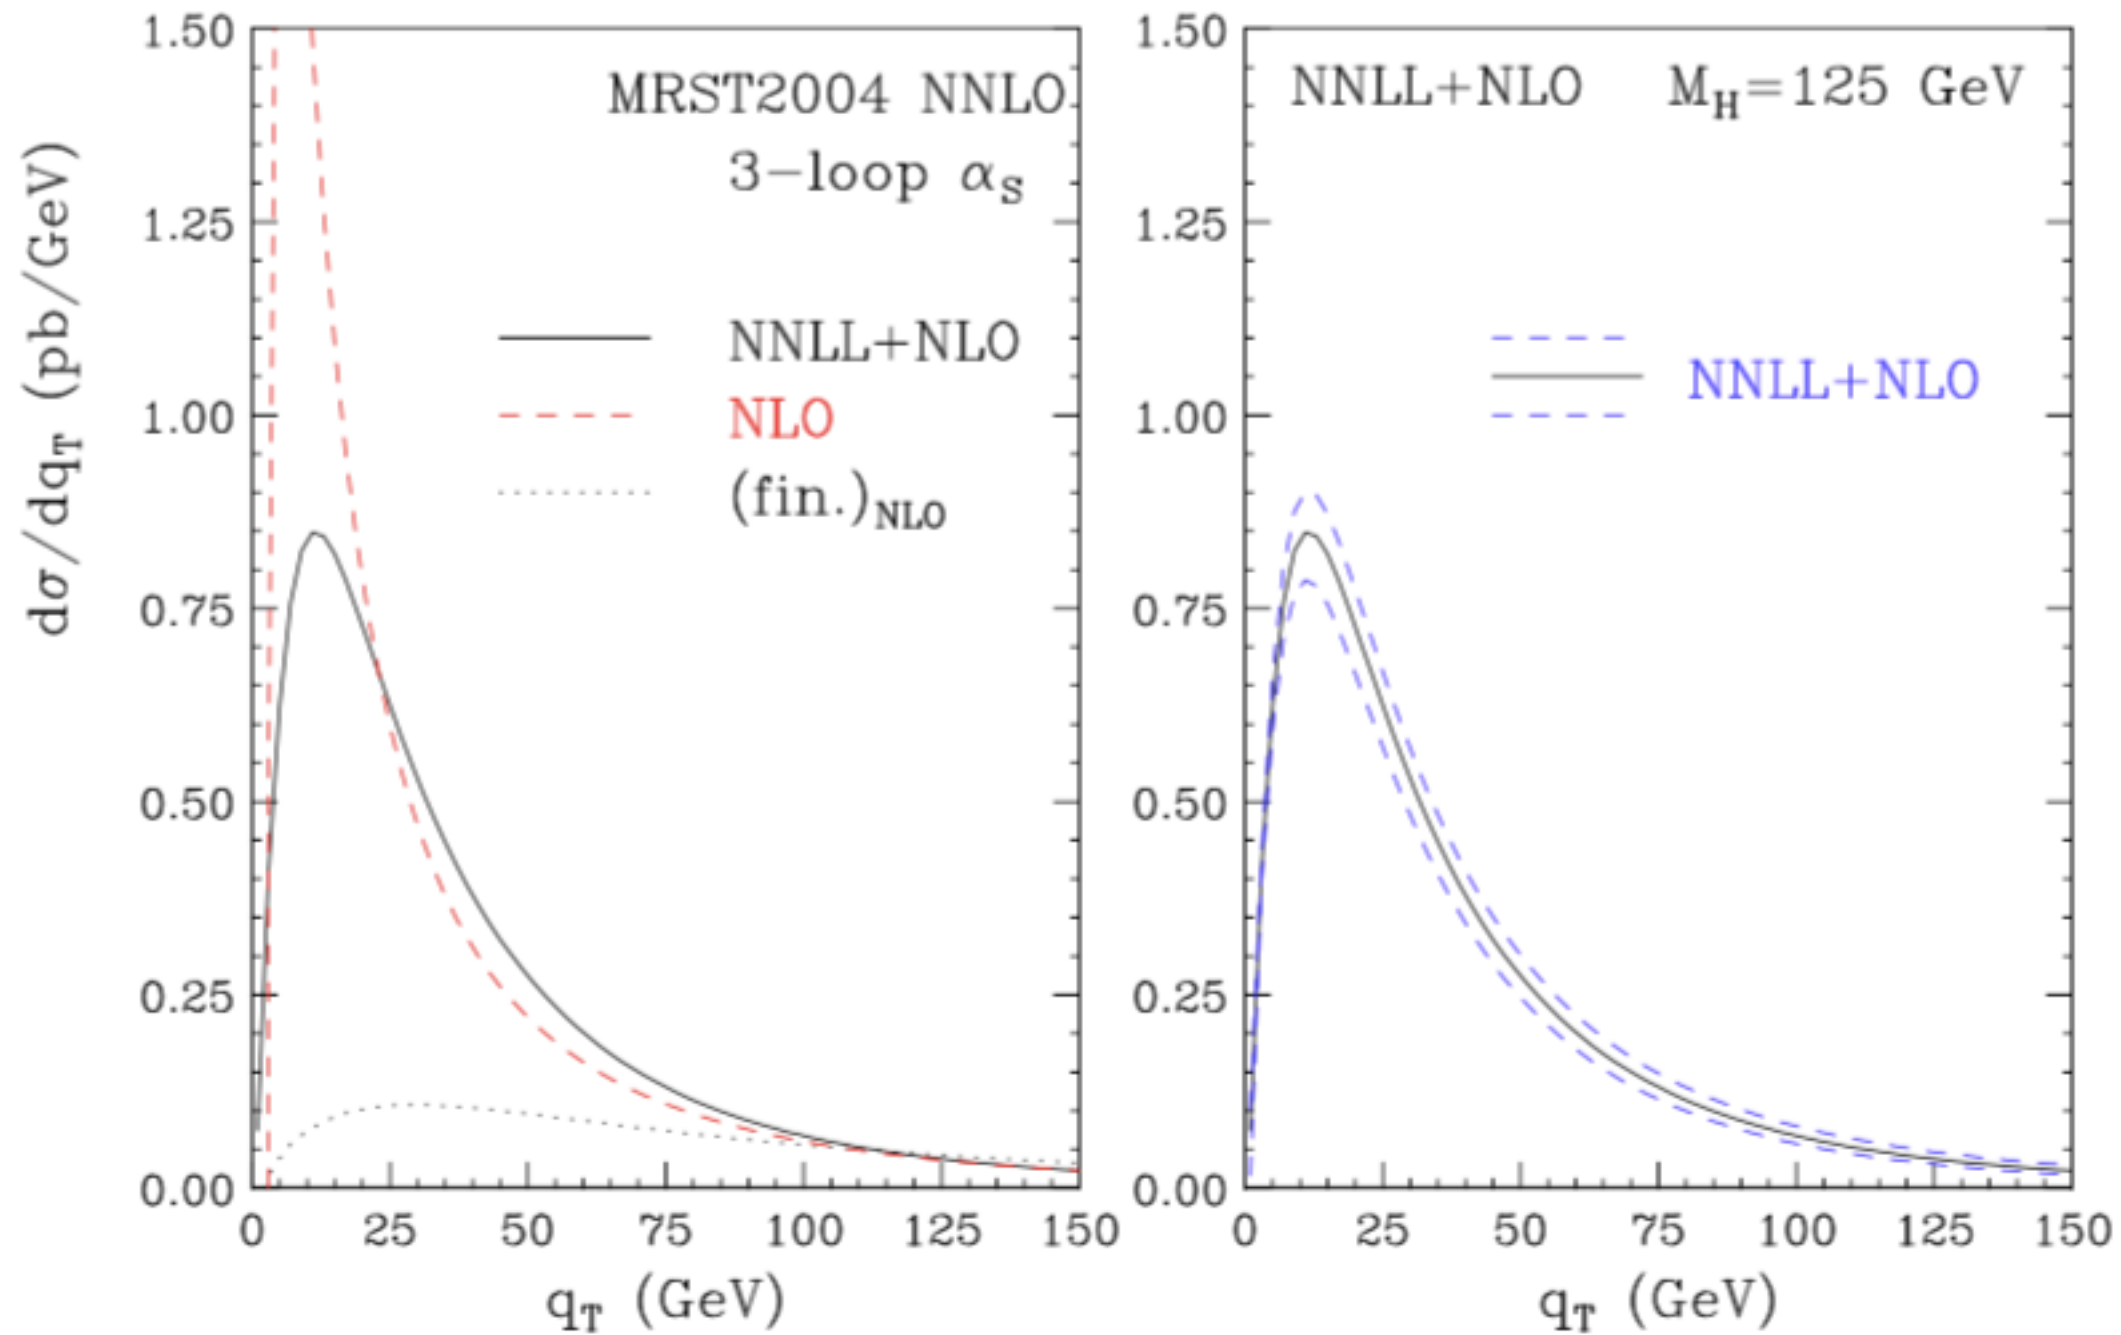 dσ/dq_T (pb/GeV)
1.50
1.25
1.00
0.75
0.50
0.25
0.00
MRST2004 NNLO
3-loop α_S
NNLL+NLO
NLO
(fin.)_NLO
0 25 50 75 100 125 150
q_T (GeV)
1.50
1.25
1.00
0.75
0.50
0.25
0.00
NNLL+NLO M_H=125 GeV
NNLL+NLO
0 25 50 75 100 125 150
q_T (GeV)